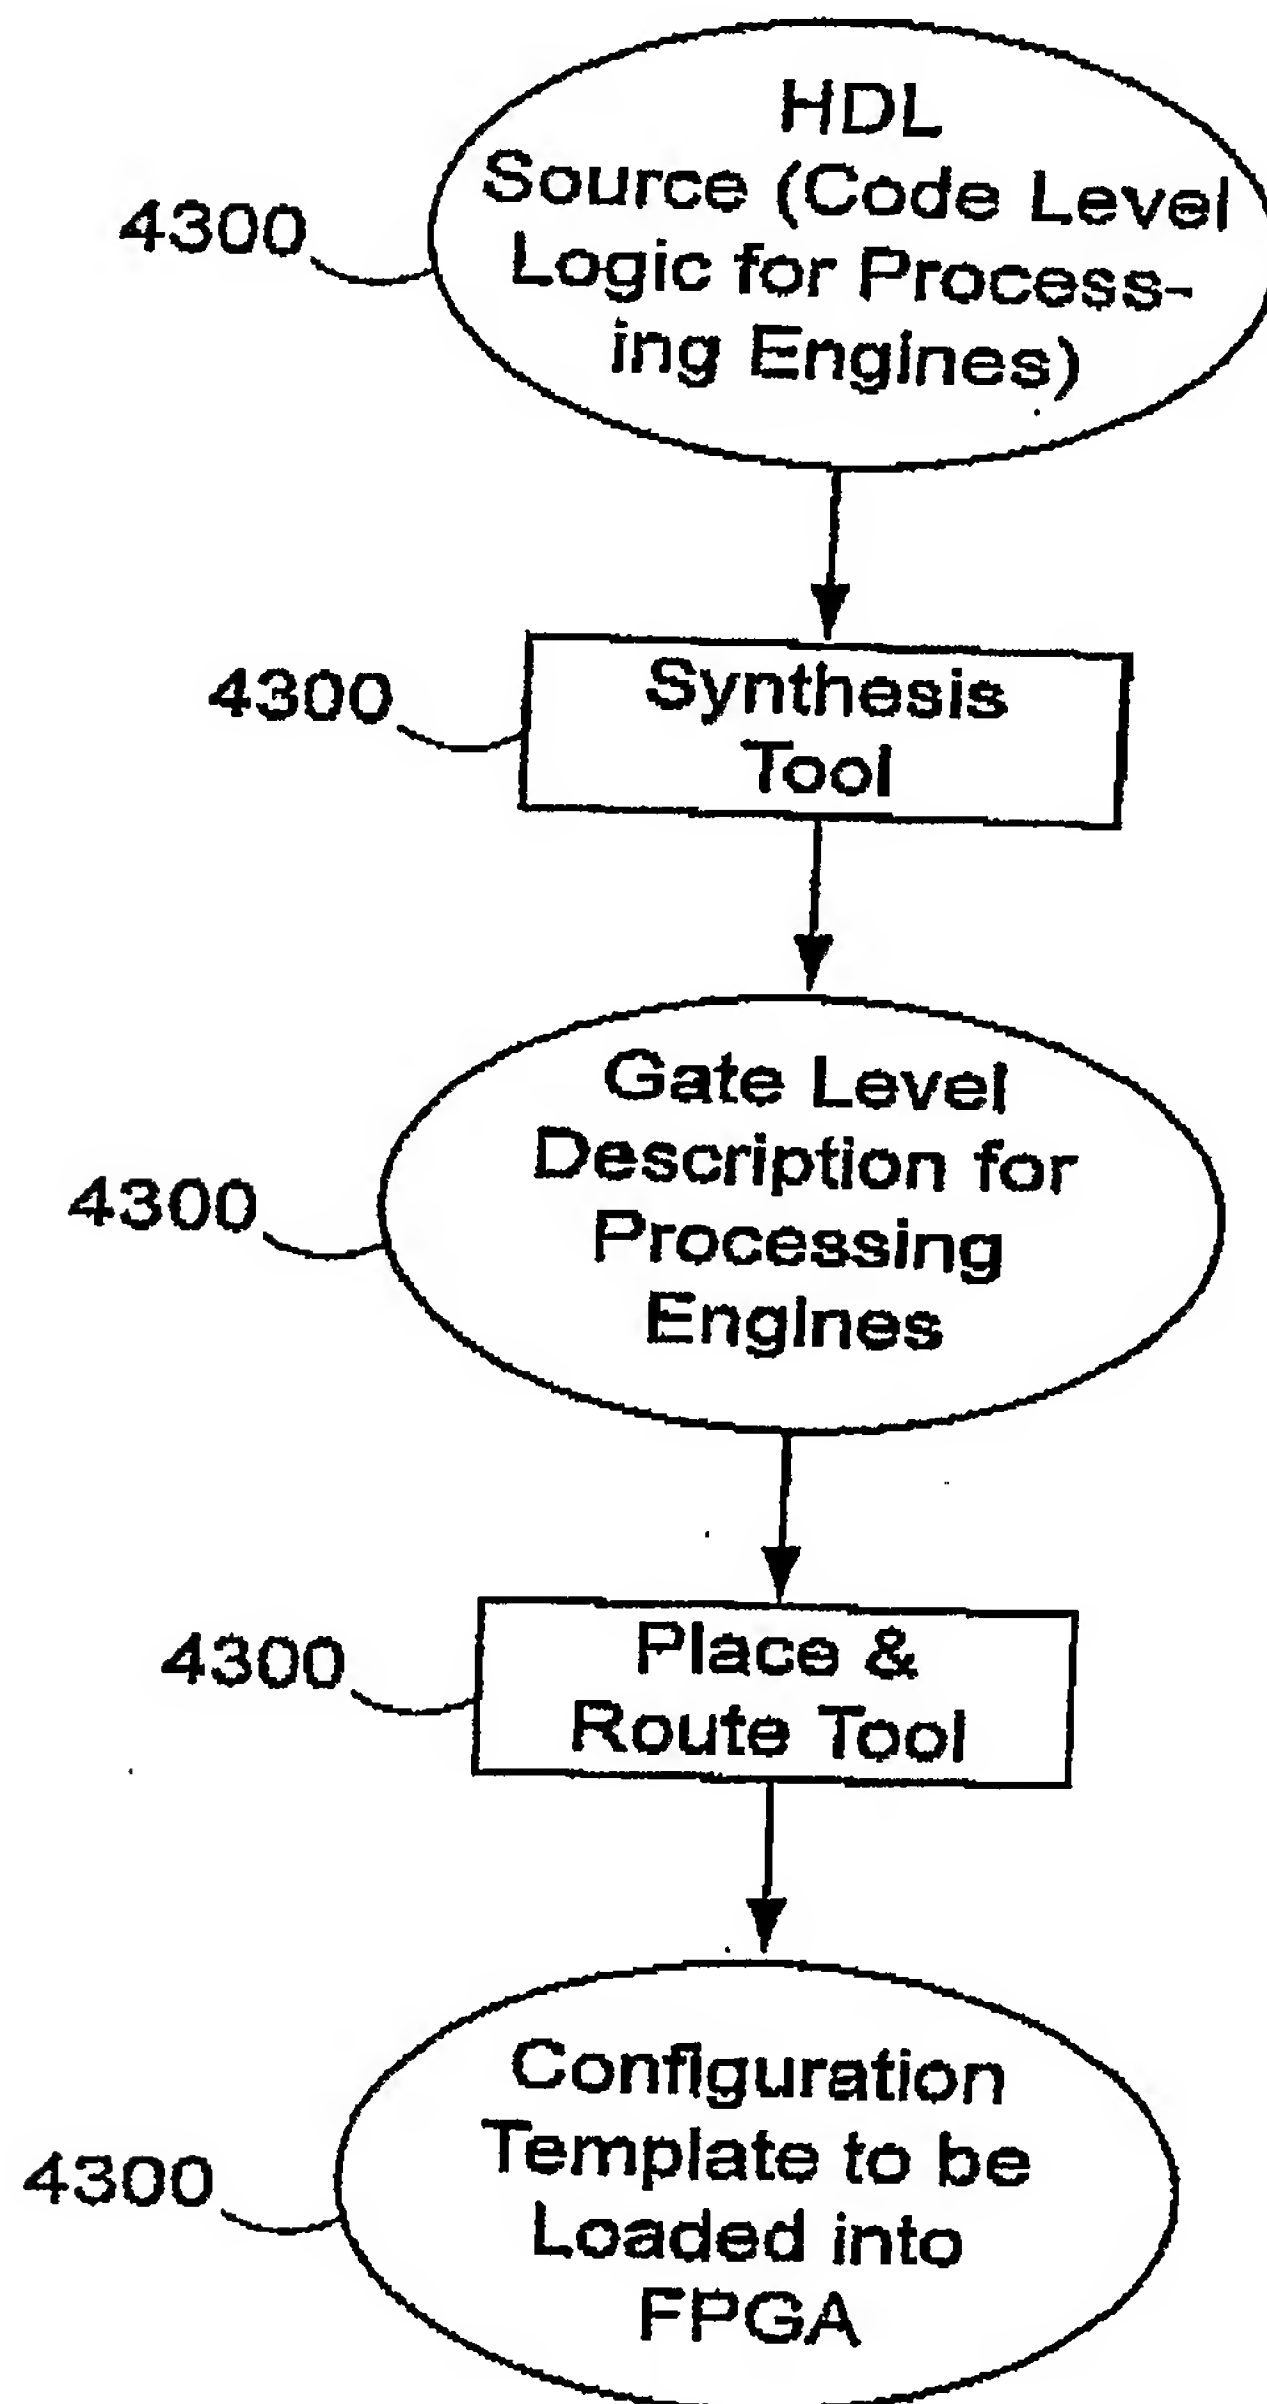 HDL
Source (Code Level
4300
Logic for Process-
ing Engines)
4300
Synthesis
Tool
Gate Level
Description for
4300
Processing
Engines
4300
Place &
Route Tool
Configuration
Template to be
4300
Loaded into
FPGA